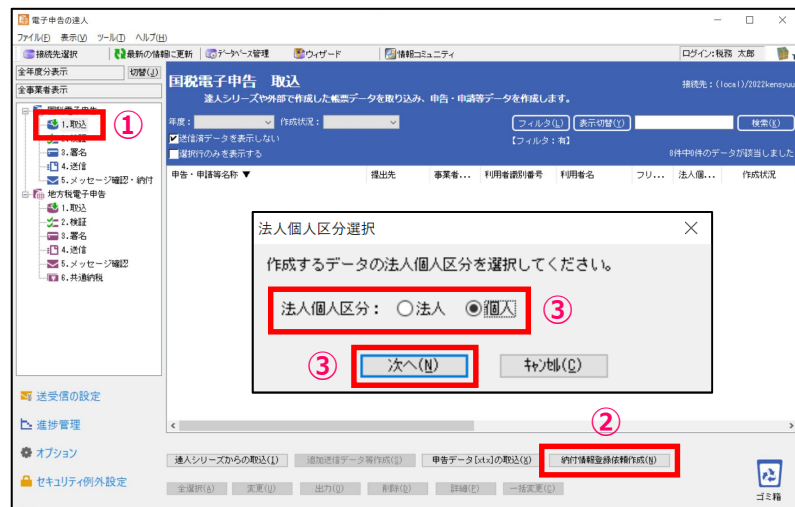 電子申告の達人
ファイル(F) 表示(V) ツール(T) ヘルプ(H)
接続先選択 最新の情報に更新 データベース管理 ウィザード 情報コミュニティ ログイン:税務 太郎
全年度分表示 切替(J)
全事業者表示
国税電子申告 取込
達人シリーズや外部で作成した帳票データを取り込み、申告・申請等データを作成します。
接続先:(local)/2022kensyuu
年度: 作成状況: フィルタ(L) 表示切替(Y) 検索(K)
送信済データを表示しない 【フィルタ:有】
選択行のみを表示する 8件中0件のデータが該当しました
申告・申請等名称 ▼ 提出先 事業者... 利用者識別番号 利用者名 フリ... 法人個... 作成状況
国税電子申告
1.取込 ①
3.署名
4.送信
5.メッセージ確認・納付
地方税電子申告
1.取込
2.検証
3.署名
4.送信
5.メッセージ確認
6.共通納税
法人個人区分選択
作成するデータの法人個人区分を選択してください。
法人個人区分: 法人 個人 ③
③ 次へ(N) キャンセル(C)
送受信の設定
進捗管理
オプション
セキュリティ例外設定
②
達人シリーズからの取込(I) 追加送信データ等作成(S) 申告データ[xtx]の取込(X) 納付情報登録依頼作成(N)
全選択(A) 変更(U) 出力(O) 削除(D) 詳細(P) 一括変更(C)
ゴミ箱